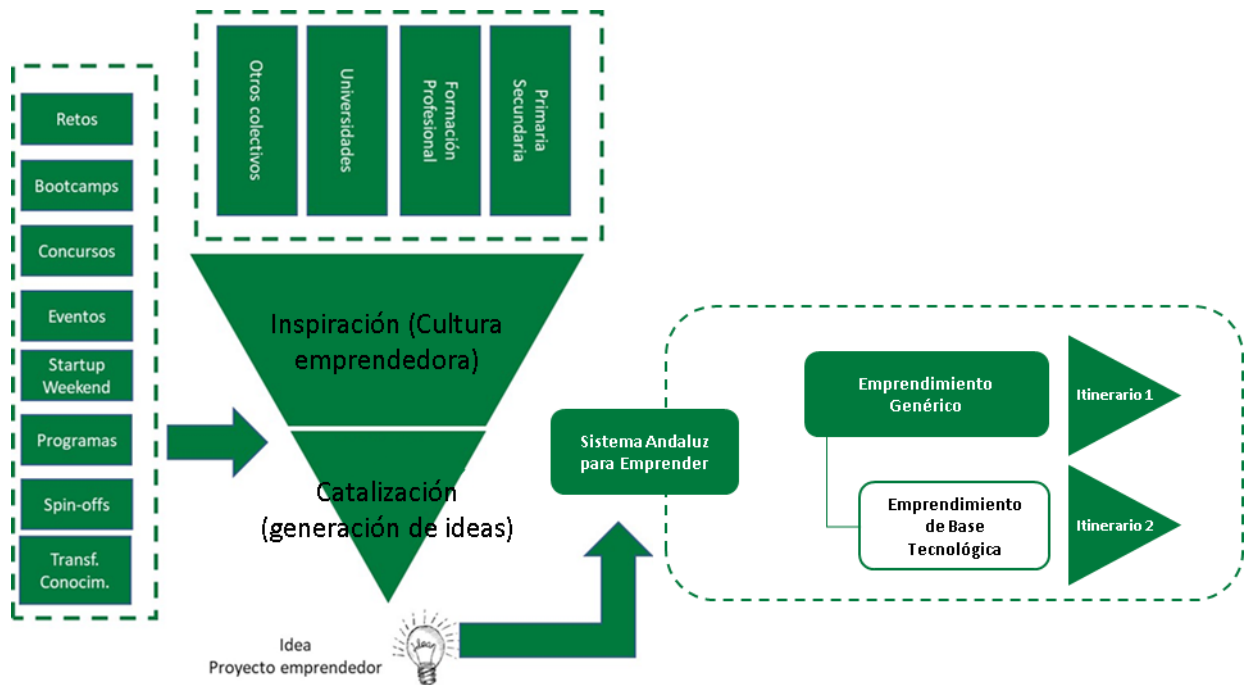 Otros colectivos
Universidades
Formación
Profesional
Primaria
Secundaria
Retos
Bootcamps
Concursos
Eventos
Startup
Weekend
Programas
Spin-offs
Transf.
Conocim.
Inspiración (Cultura
emprendedora)
Catalización
(generación de ideas)
Idea
Proyecto emprendedor
Idea
Sistema Andaluz
para Emprender
Emprendimiento
Genérico
Itinerario 1
Emprendimiento
de Base
Tecnológica
Itinerario 2